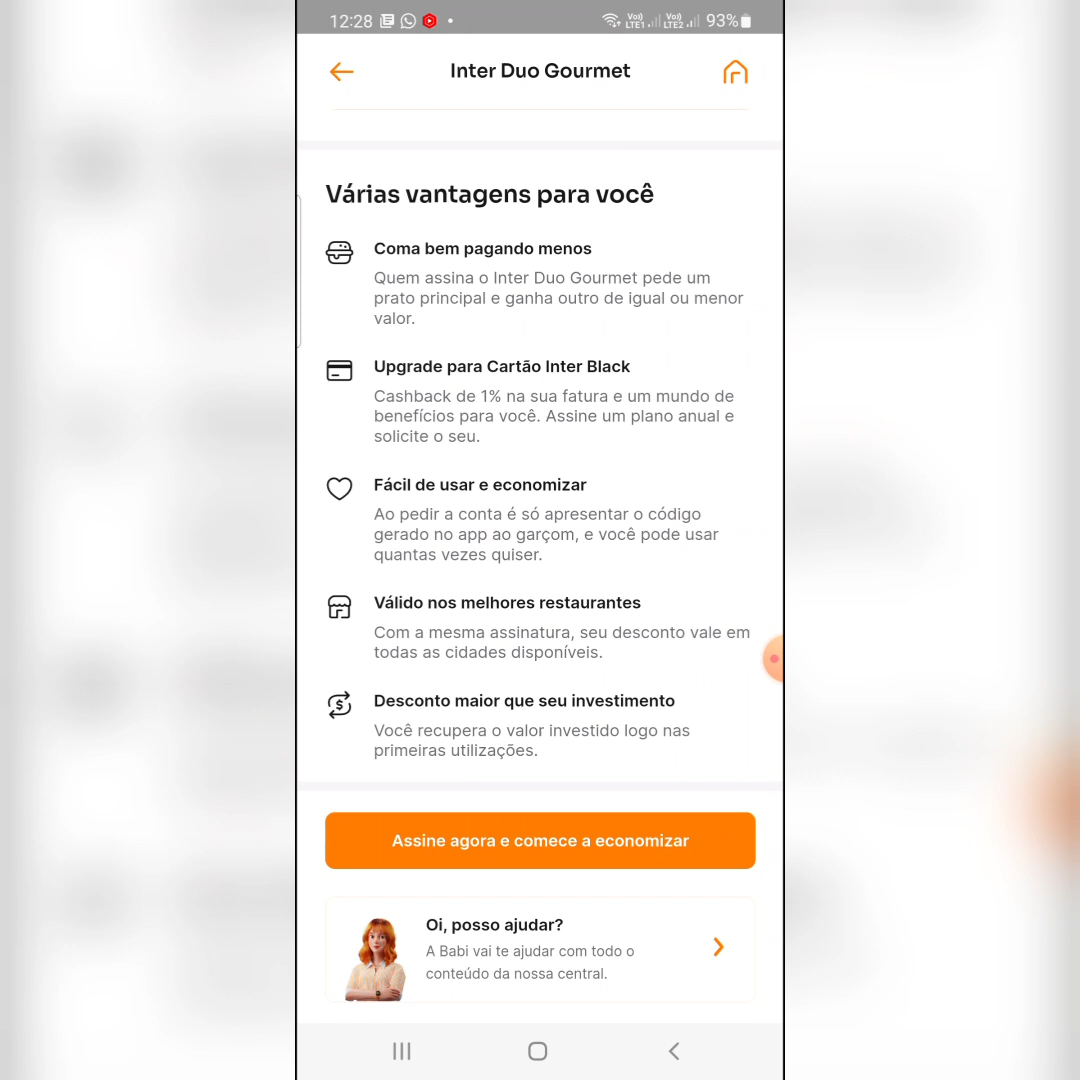 12:28 Vo) LTE1 Vo) LTE2 93%
Inter Duo Gourmet
Várias vantagens para você
Coma bem pagando menos
Quem assina o Inter Duo Gourmet pede um
prato principal e ganha outro de igual ou menor
valor.
Upgrade para Cartão Inter Black
Cashback de 1% na sua fatura e um mundo de
benefícios para você. Assine um plano anual e
solicite o seu.
Fácil de usar e economizar
Ao pedir a conta é só apresentar o código
gerado no app ao garçom, e você pode usar
quantas vezes quiser.
Válido nos melhores restaurantes
Com a mesma assinatura, seu desconto vale em
todas as cidades disponíveis.
Desconto maior que seu investimento
Você recupera o valor investido logo nas
primeiras utilizações.
Assine agora e comece a economizar
Oi, posso ajudar?
A Babi vai te ajudar com todo o
conteúdo da nossa central.